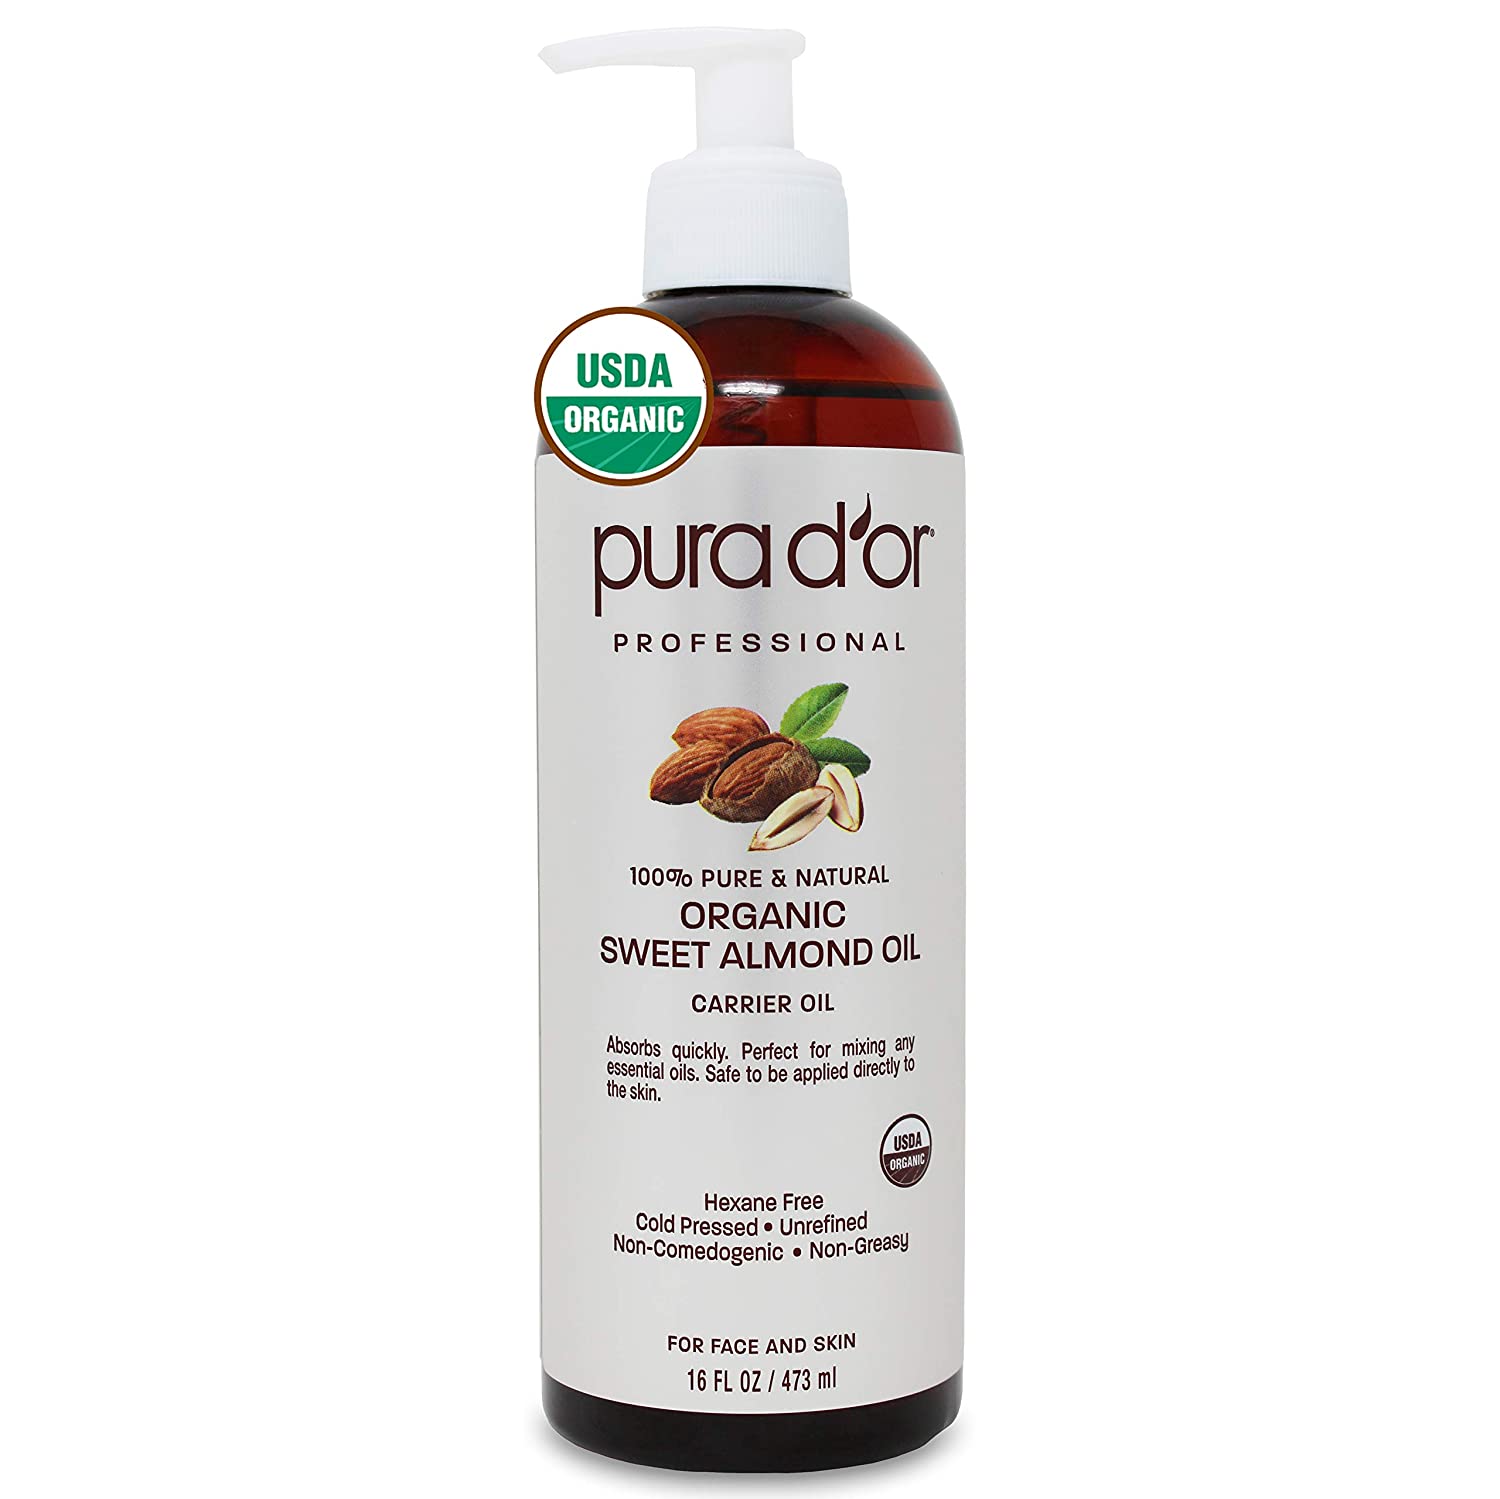 USDA
ORGANIC
pura d'or®
PROFESSIONAL
100% PURE & NATURAL
ORGANIC
SWEET ALMOND OIL
CARRIER OIL
Absorbs quickly. Perfect for mixing any
essential oils. Safe to be applied directly to
the skin.
USDA
ORGANIC
Hexane Free
Cold Pressed • Unrefined
Non-Comedogenic • Non-Greasy
FOR FACE AND SKIN
16 FL OZ / 473 ml